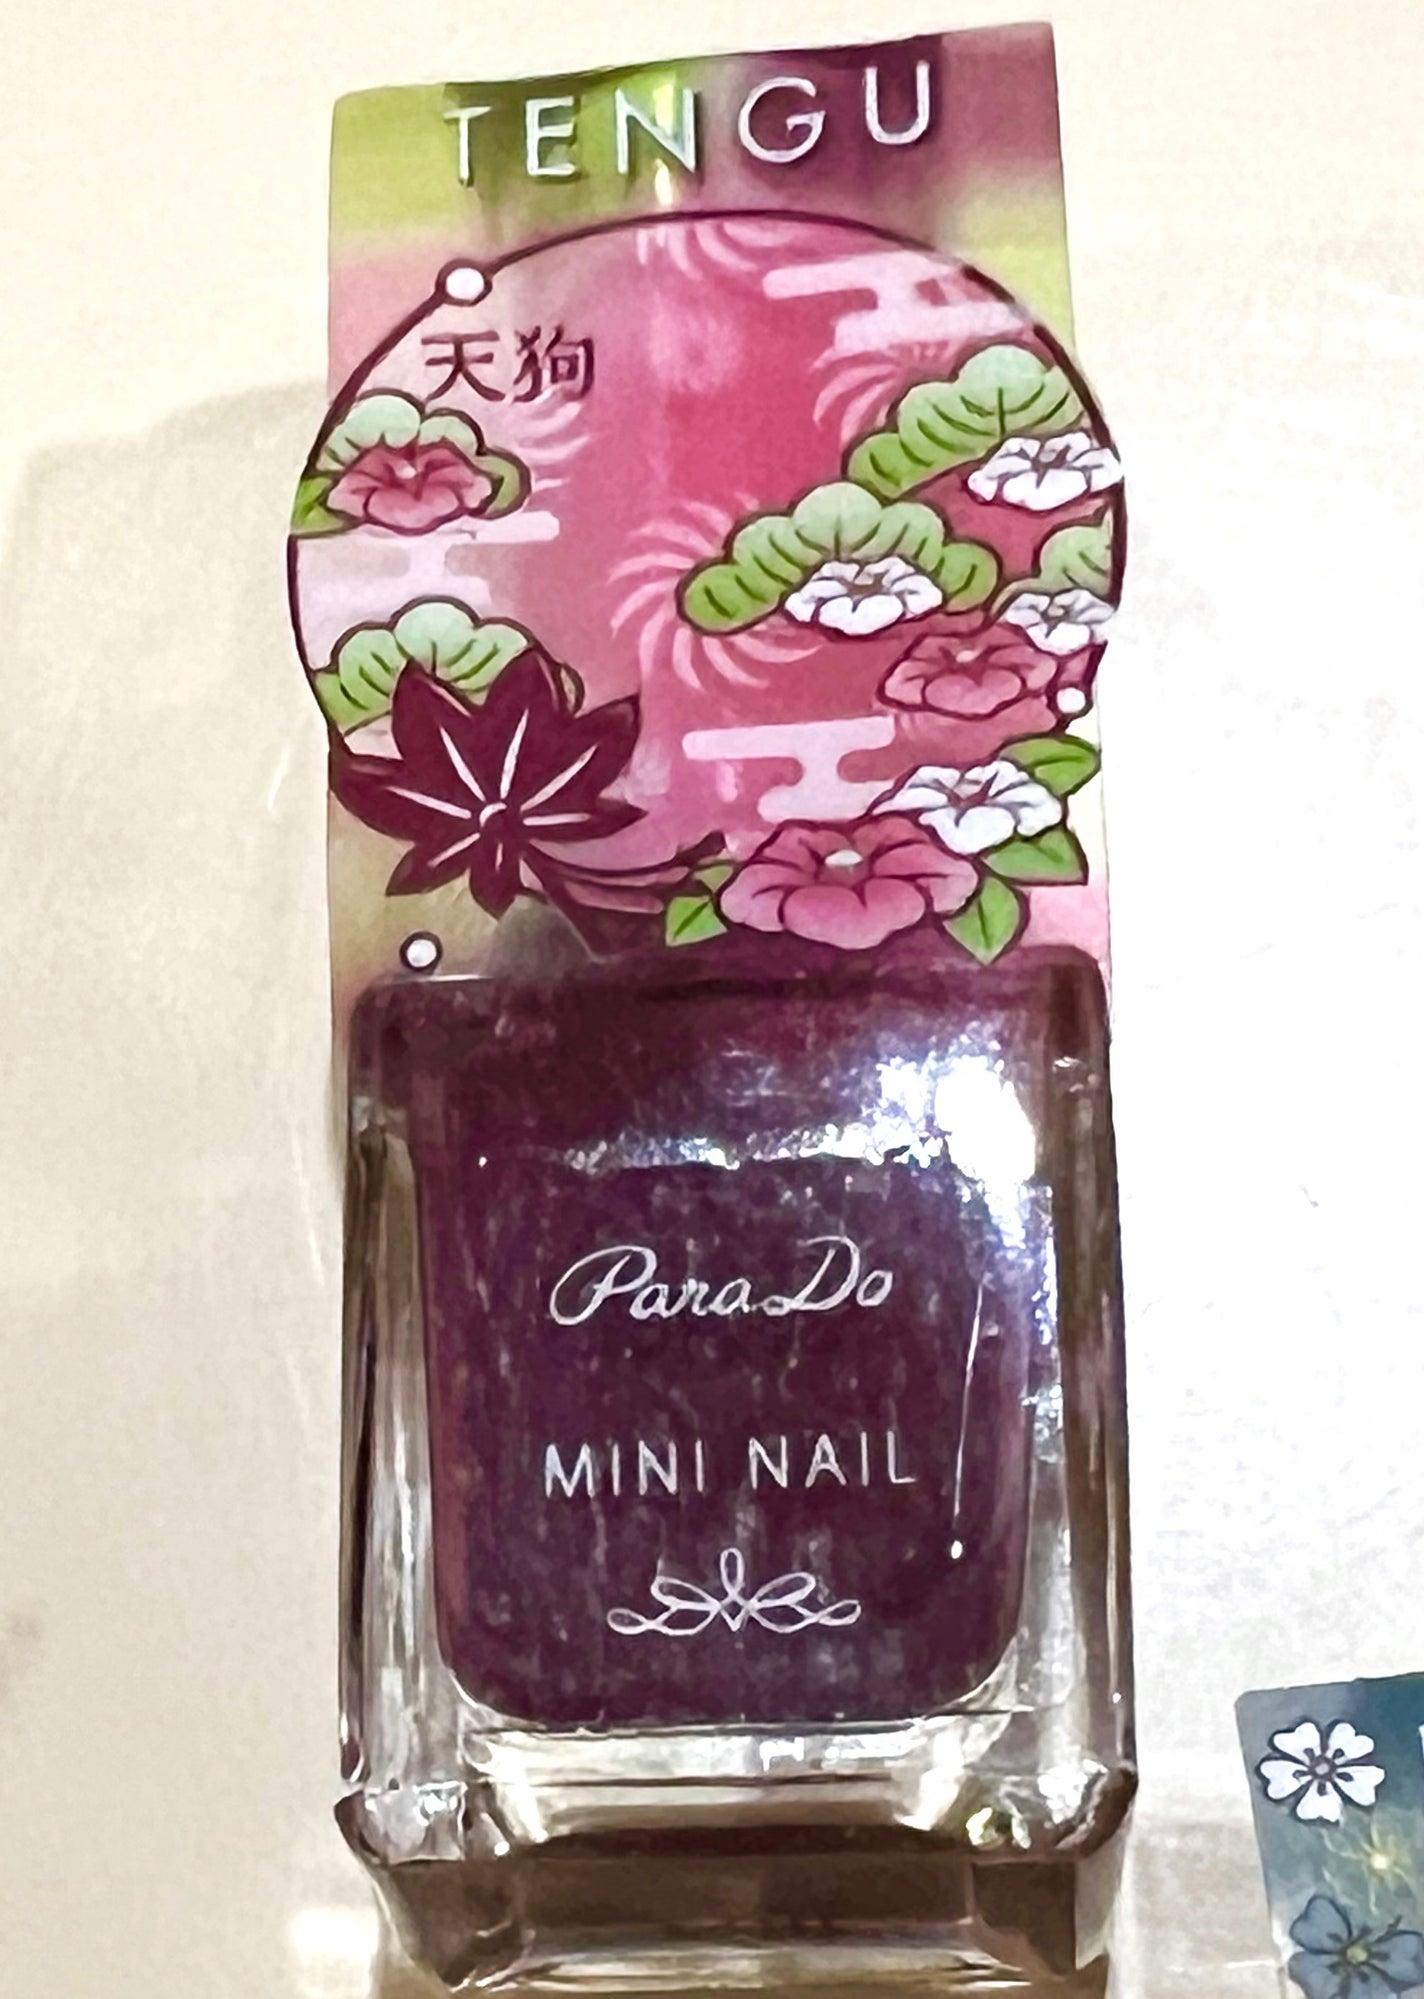 TENGU
天狗
ParaDo
MINI NAIL